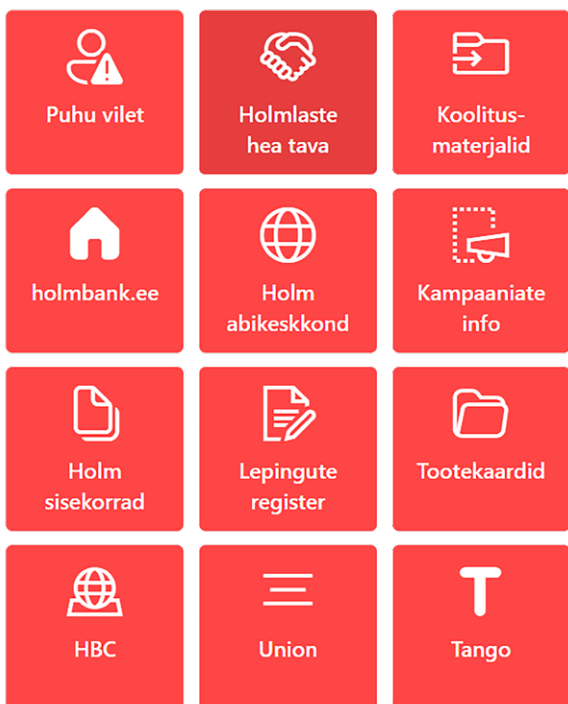 Puhu vilet
Holmlaste
hea tava
Koolitus-
materjalid
holmbank.ee
Holm
abikeskkond
Kampaaniate
info
Holm
sisekorrad
Lepingute
register
Tootekaardid
HBC
Union
Tango